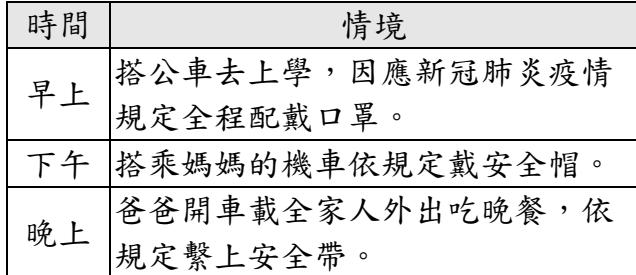 時間 情境
早上 搭公車去上學，因應新冠肺炎疫情
規定全程配戴口罩。
下午 搭乘媽媽的機車依規定戴安全帽。
晚上 爸爸開車載全家人外出吃晚餐，依
規定繫上安全帶。